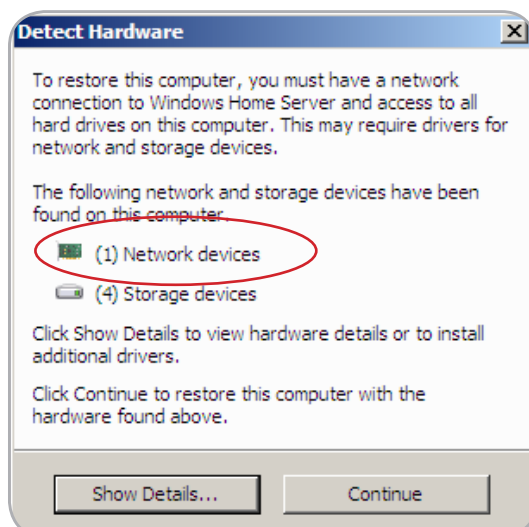 Detect Hardware
To restore this computer, you must have a network
connection to Windows Home Server and access to all
hard drives on this computer. This may require drivers for
network and storage devices.
The following network and storage devices have been
found on this computer.
(1) Network devices
(4) Storage devices
Click Show Details to view hardware details or to install
additional drivers.
Click Continue to restore this computer with the
hardware found above.
Show Details...
Continue